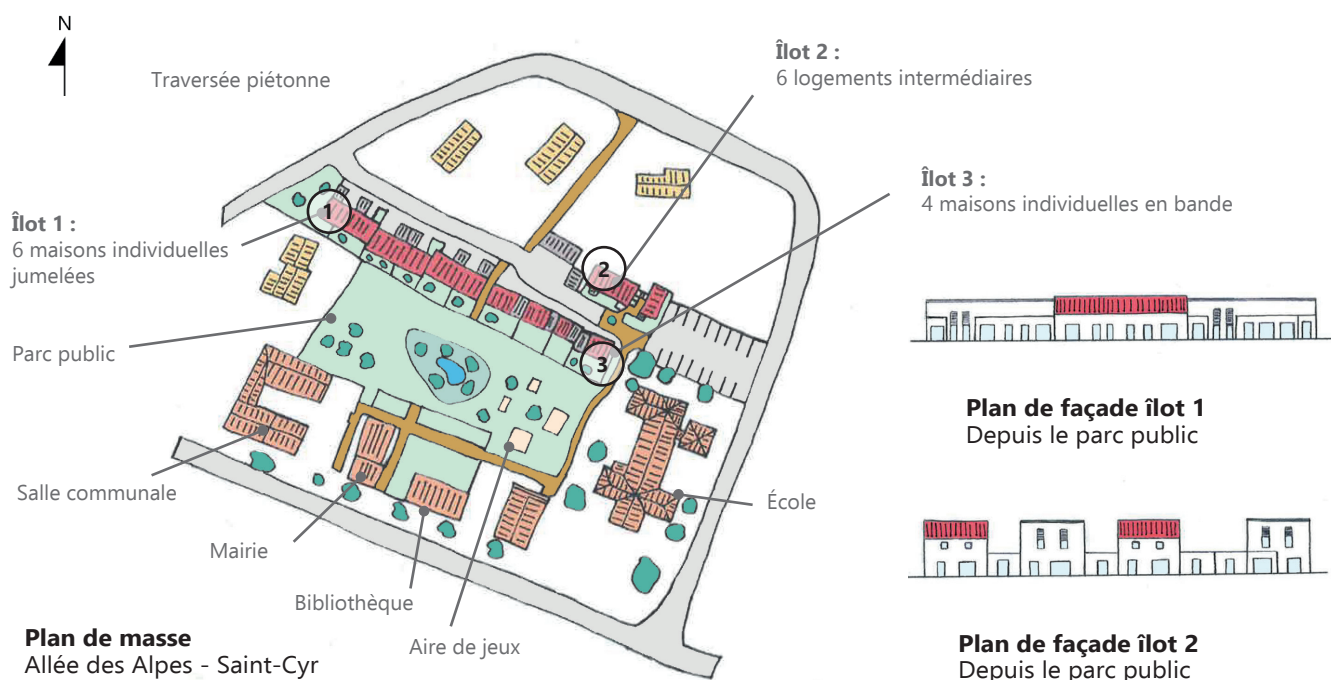 N
Traversée piétonne
Îlot 2 :
6 logements intermédiaires
Îlot 3 :
4 maisons individuelles en bande
Îlot 1 :
6 maisons individuelles
jumelées
1
2
3
Parc public
Plan de façade îlot 1
Depuis le parc public
Salle communale
École
Mairie
Bibliothèque
Aire de jeux
Plan de masse
Allée des Alpes - Saint-Cyr
Plan de façade îlot 2
Depuis le parc public